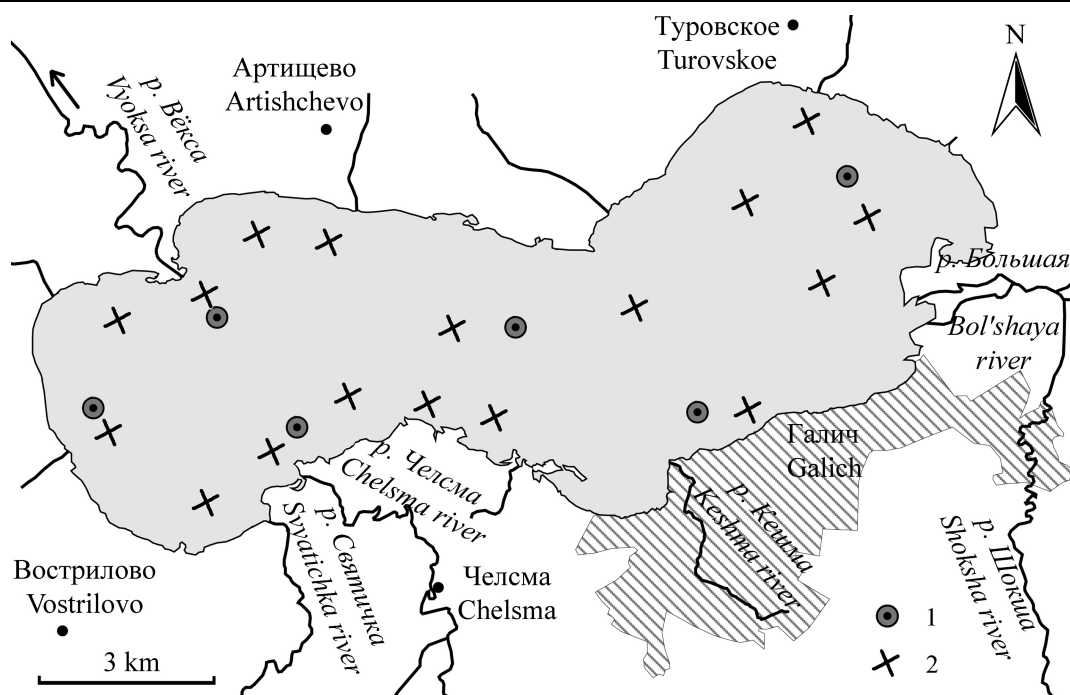 Туровское
Turovskoe
N
Артищево
Artishchevo
р. Вёкса
Vyoksa river
р. Большая
Bol'shaya
river
Галич
Galich
р. Челсма
Chelsma river
р. Кешма
Keshma river
р. Святичка
Svyatichka river
р. Шокша
Shoksha river
Вострилово
Vostrilovo
Челсма
Chelsma
1
2
3 km